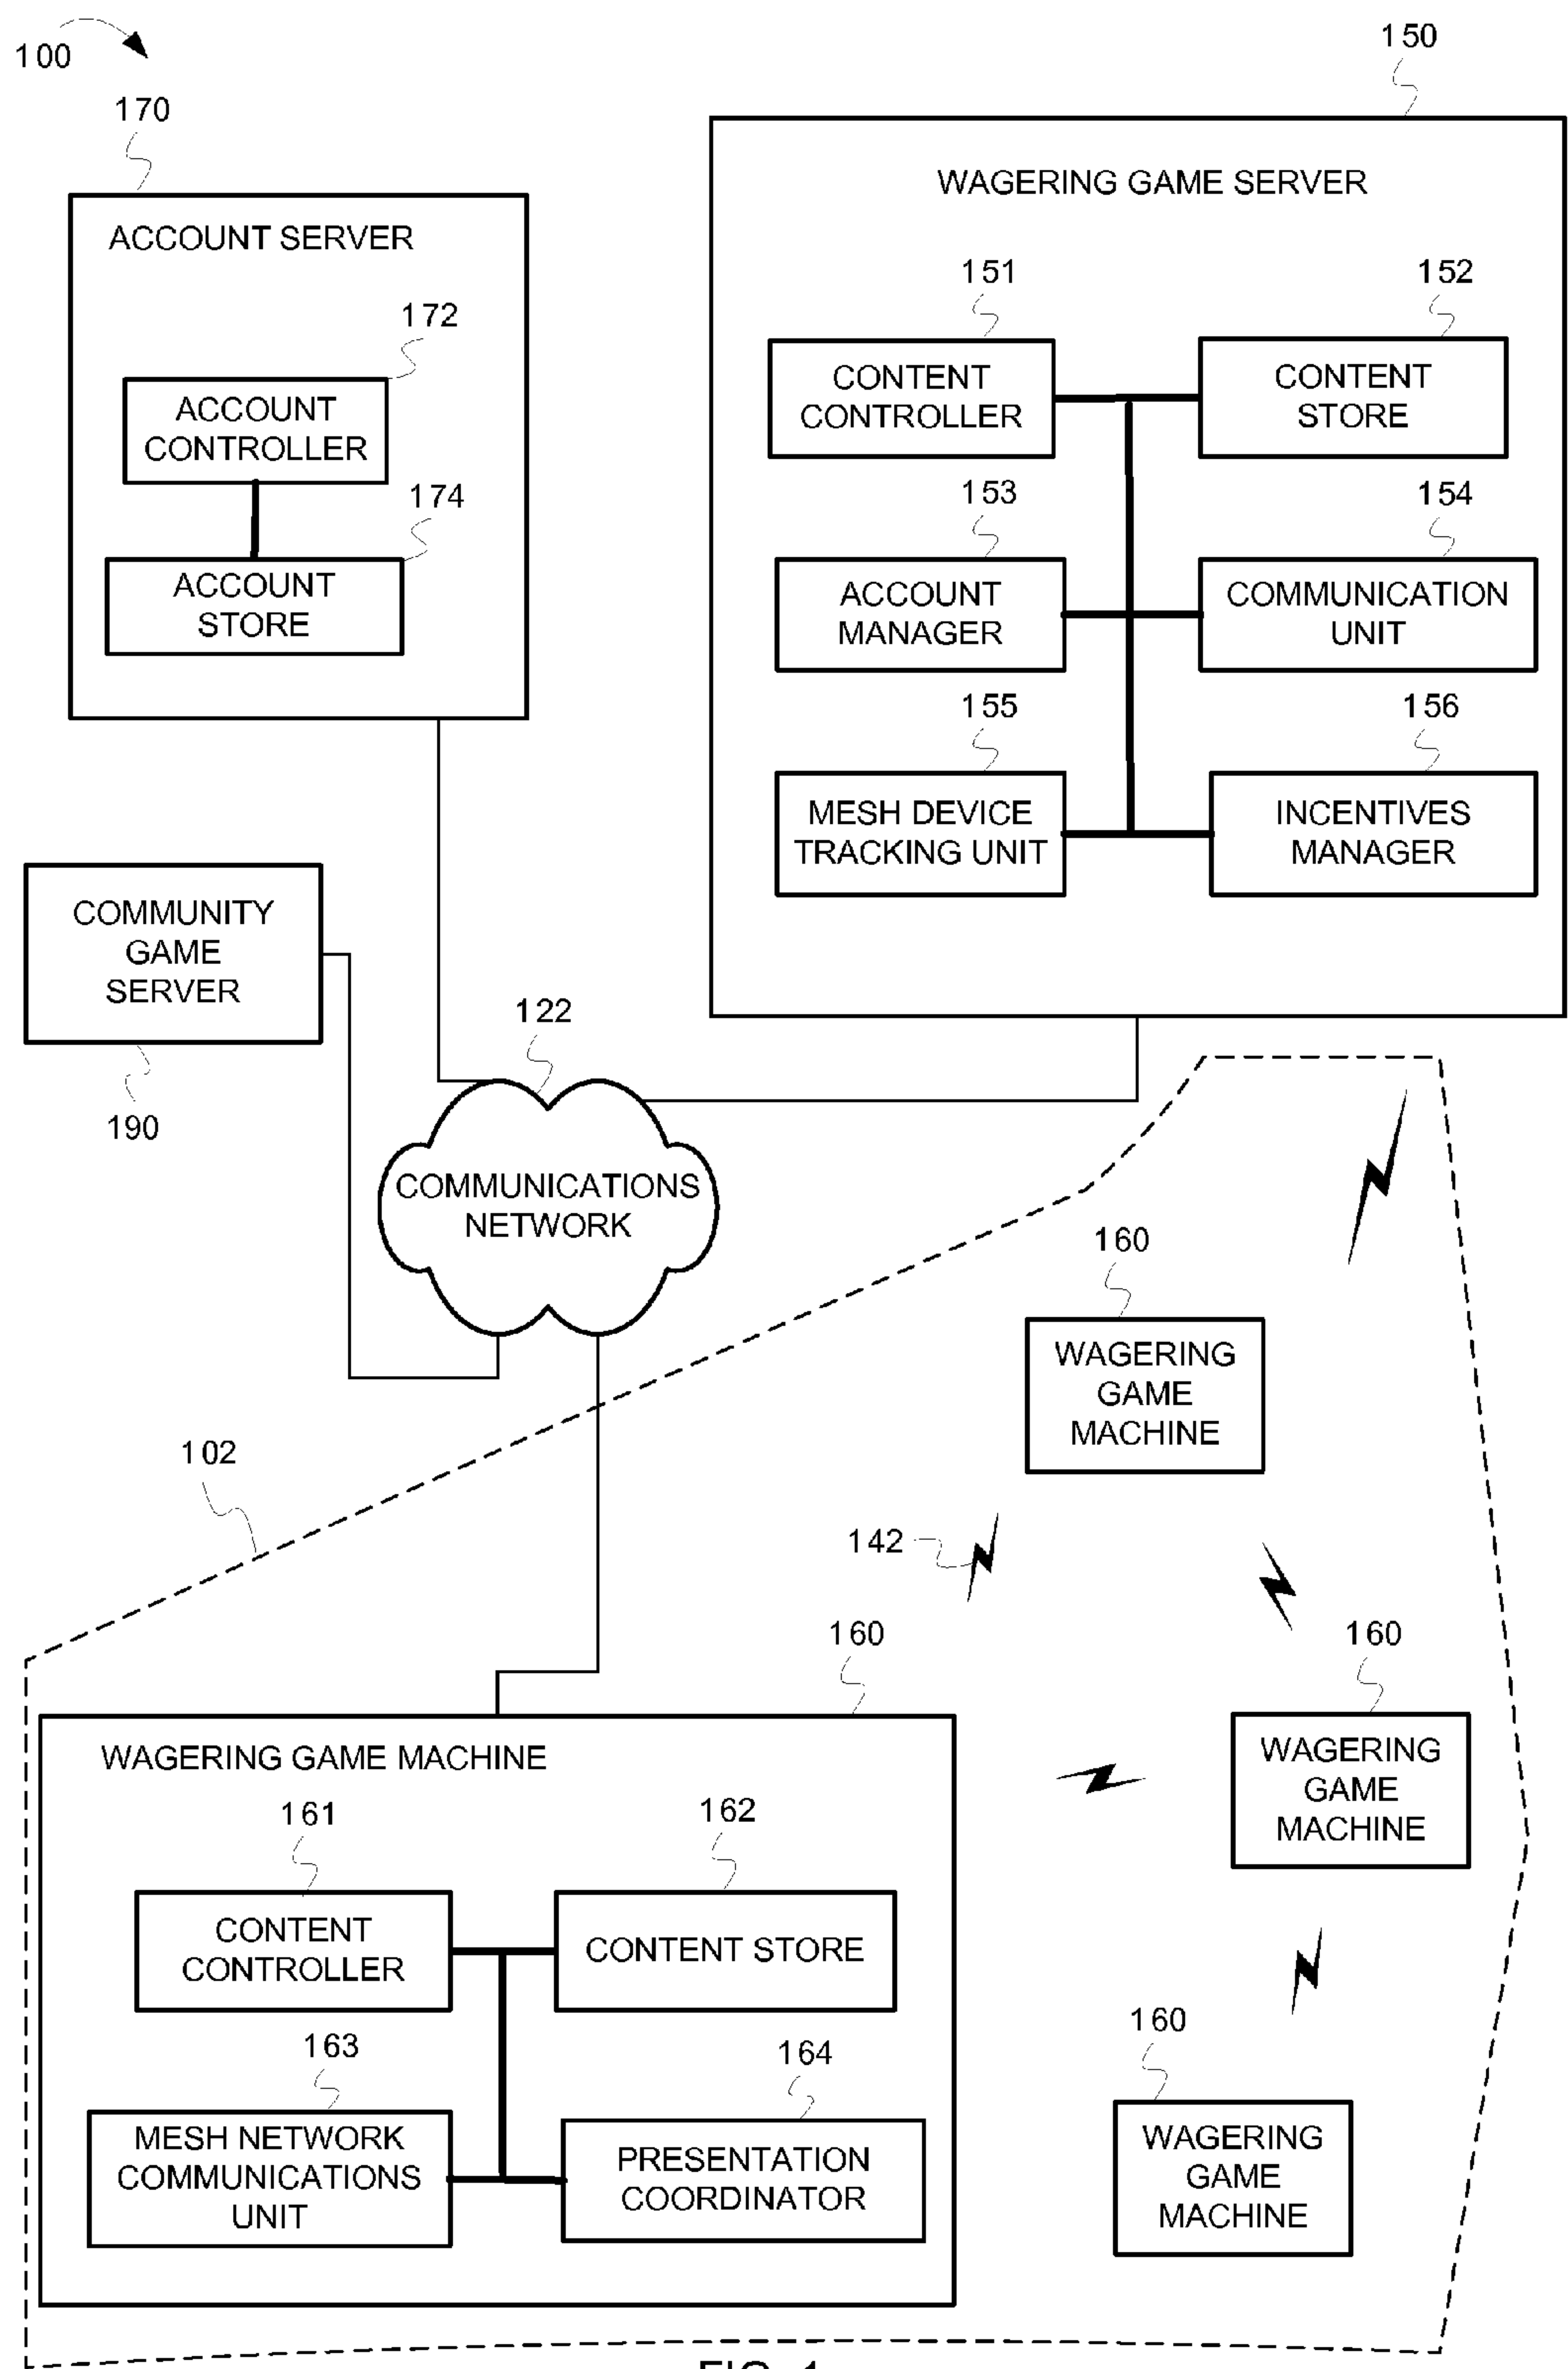 100
170
150
ACCOUNT SERVER
172
ACCOUNT
CONTROLLER
174
ACCOUNT
STORE
WAGERING GAME SERVER
151
CONTENT
CONTROLLER
152
CONTENT
STORE
153
ACCOUNT
MANAGER
154
COMMUNICATION
UNIT
155
MESH DEVICE
TRACKING UNIT
156
INCENTIVES
MANAGER
COMMUNITY
GAME
SERVER
190
122
COMMUNICATIONS
NETWORK
102
160
WAGERING
GAME
MACHINE
142
160
WAGERING
GAME
MACHINE
160
WAGERING GAME MACHINE
161
CONTENT
CONTROLLER
162
CONTENT STORE
163
MESH NETWORK
COMMUNICATIONS
UNIT
164
PRESENTATION
COORDINATOR
160
WAGERING
GAME
MACHINE
FIG. 1